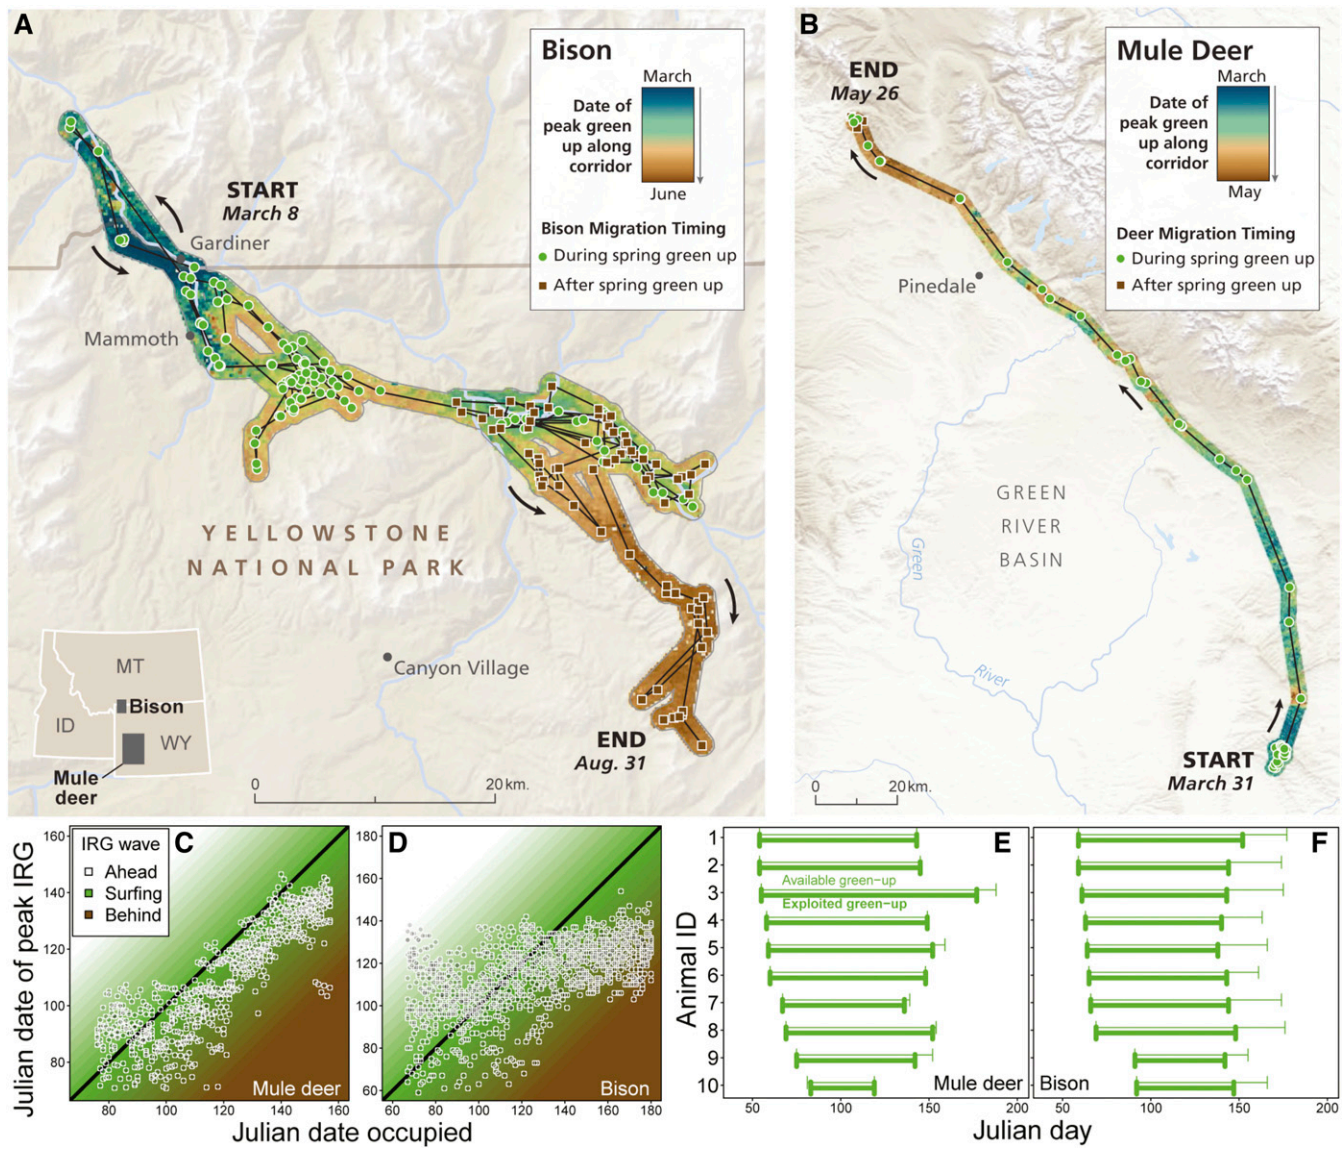 A
Bison
March
Date of
peak green
up along
corridor
June
Bison Migration Timing
During spring green up
After spring green up
START
March 8
Gardiner
Mammoth
YELLOWSTONE
NATIONAL PARK
Canyon Village
MT
Bison
ID
WY
Mule
deer
END
Aug. 31
0
20 km.
B
Mule Deer
March
Date of
peak green
up along
corridor
May
Deer Migration Timing
During spring green up
After spring green up
END
May 26
Pinedale
GREEN
RIVER
BASIN
Green
River
START
March 31
0
20 km.
C
IRG wave
Ahead
Surfing
Behind
Mule deer
Julian date of peak IRG
160
140
120
100
80
80
100
120
140
160
D
Bison
180
160
140
120
100
80
60
60
80
100
120
140
160
180
Julian date occupied
E
Animal ID
1
2
3
4
5
6
7
8
9
10
Available green-up
Exploited green-up
Mule deer
50
100
150
200
F
Bison
50
100
150
200
Julian day